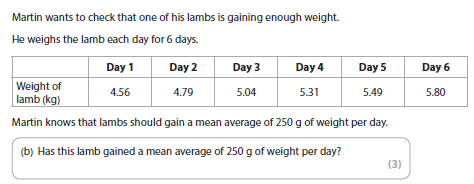 Martin wants to check that one of his lambs is gaining enough weight.
He weighs the lamb each day for 6 days.
Day 1 Day 2 Day 3 Day 4 Day 5 Day 6
Weight of
lamb (kg) 4.56 4.79 5.04 5.31 5.49 5.80
Martin knows that lambs should gain a mean average of 250 g of weight per day.
(b) Has this lamb gained a mean average of 250 g of weight per day?
(3)